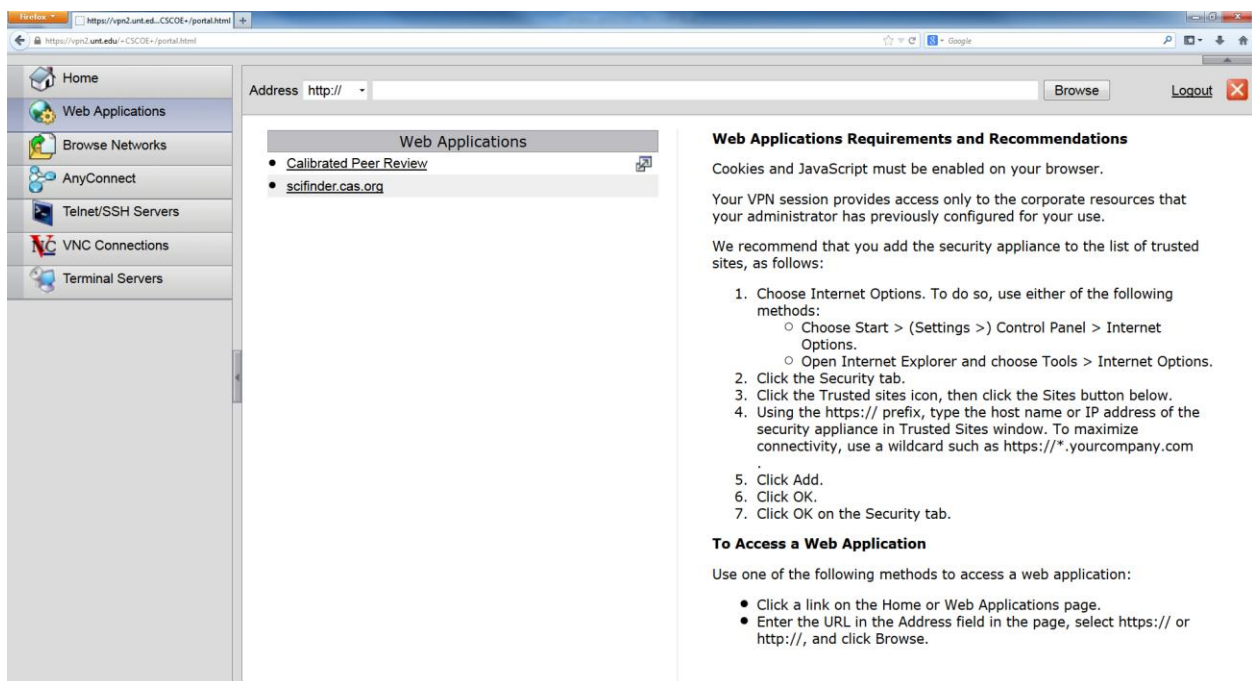 Firefox
https://vpn2.unt.ed...CSCOE+/portal.html
https://vpn2.unt.edu/+CSCOE+/portal.html
Google
Home
Web Applications
Browse Networks
AnyConnect
Telnet/SSH Servers
VNC Connections
Terminal Servers
Address http://
Browse
Logout
Web Applications
Calibrated Peer Review
scifinder.cas.org
Web Applications Requirements and Recommendations
Cookies and JavaScript must be enabled on your browser.
Your VPN session provides access only to the corporate resources that
your administrator has previously configured for your use.
We recommend that you add the security appliance to the list of trusted
sites, as follows:
1. Choose Internet Options. To do so, use either of the following
methods:
Choose Start > (Settings >) Control Panel > Internet
Options.
Open Internet Explorer and choose Tools > Internet Options.
2. Click the Security tab.
3. Click the Trusted sites icon, then click the Sites button below.
4. Using the https:// prefix, type the host name or IP address of the
security appliance in Trusted Sites window. To maximize
connectivity, use a wildcard such as https://*.yourcompany.com
.
5. Click Add.
6. Click OK.
7. Click OK on the Security tab.
To Access a Web Application
Use one of the following methods to access a web application:
Click a link on the Home or Web Applications page.
Enter the URL in the Address field in the page, select https:// or
http://, and click Browse.